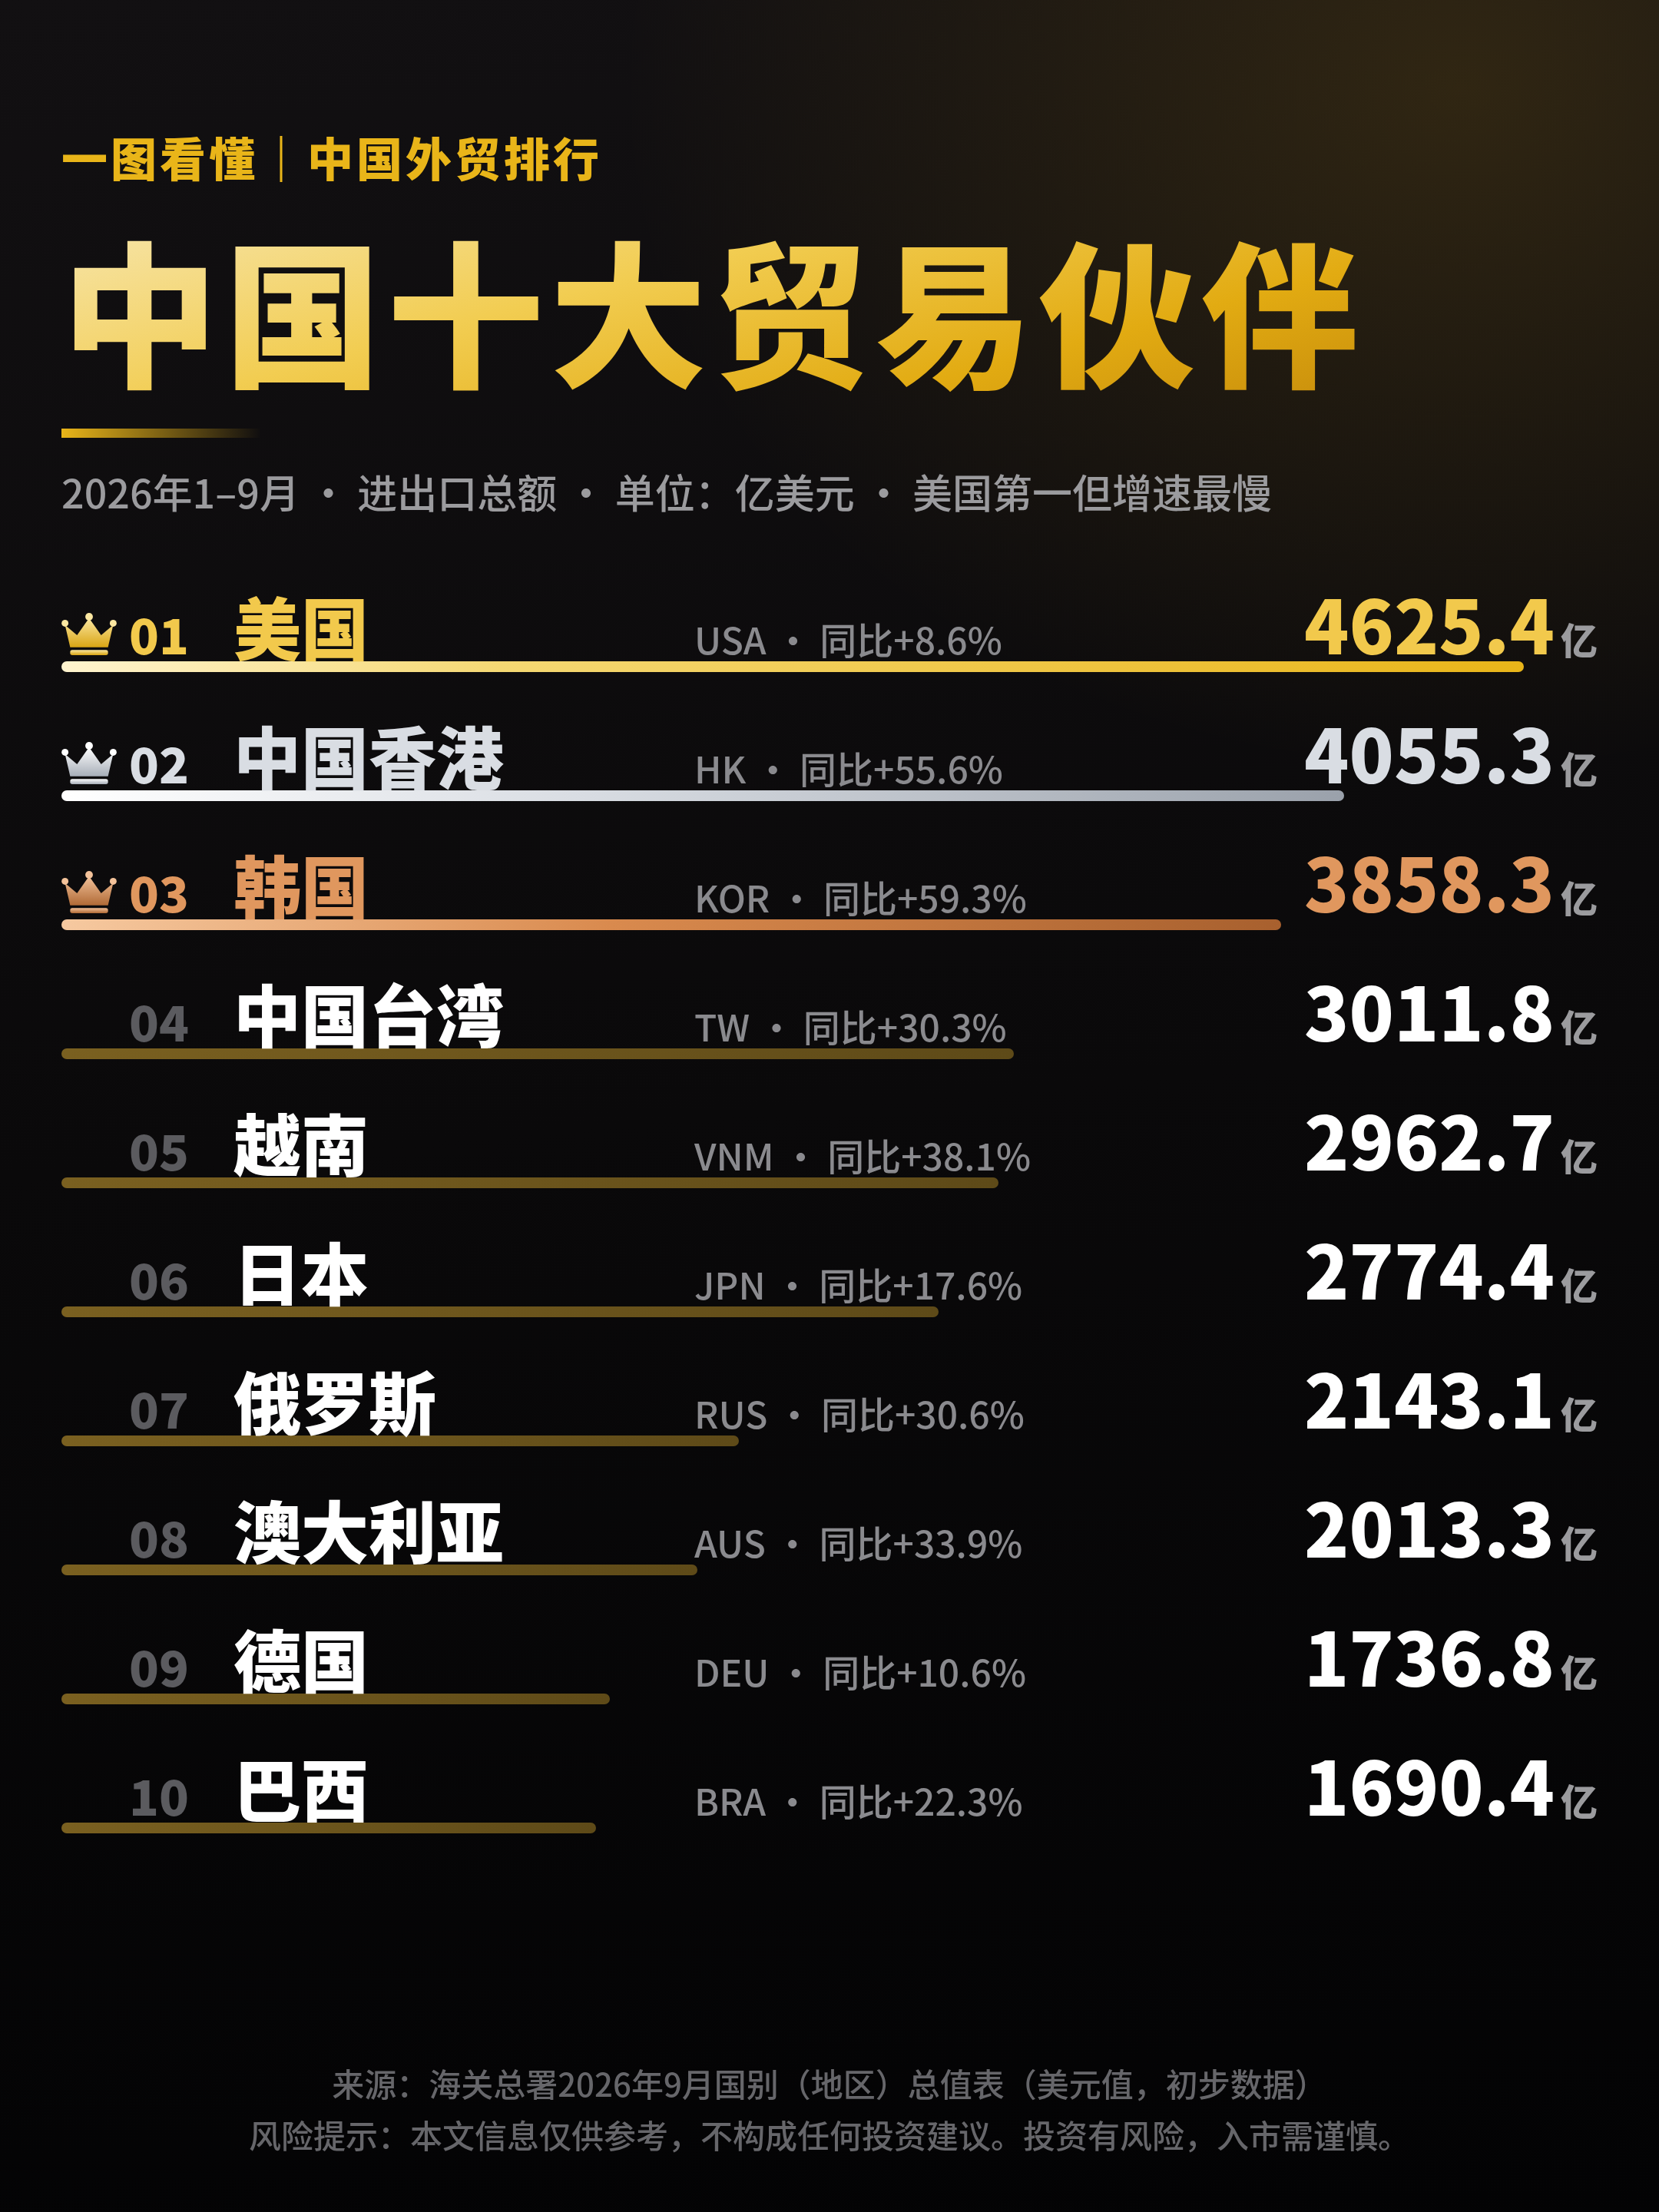 一图看懂｜中国外贸排行
中国十大贸易伙伴
2026年1–9月 · 进出口总额 · 单位：亿美元 · 美国第一但增速最慢
01 美国 USA · 同比+8.6% 4625.4亿
02 中国香港 HK · 同比+55.6% 4055.3亿
03 韩国 KOR · 同比+59.3% 3858.3亿
04 中国台湾 TW · 同比+30.3% 3011.8亿
05 越南 VNM · 同比+38.1% 2962.7亿
06 日本 JPN · 同比+17.6% 2774.4亿
07 俄罗斯 RUS · 同比+30.6% 2143.1亿
08 澳大利亚 AUS · 同比+33.9% 2013.3亿
09 德国 DEU · 同比+10.6% 1736.8亿
10 巴西 BRA · 同比+22.3% 1690.4亿
来源：海关总署2026年9月国别（地区）总值表（美元值，初步数据）
风险提示：本文信息仅供参考，不构成任何投资建议。投资有风险，入市需谨慎。